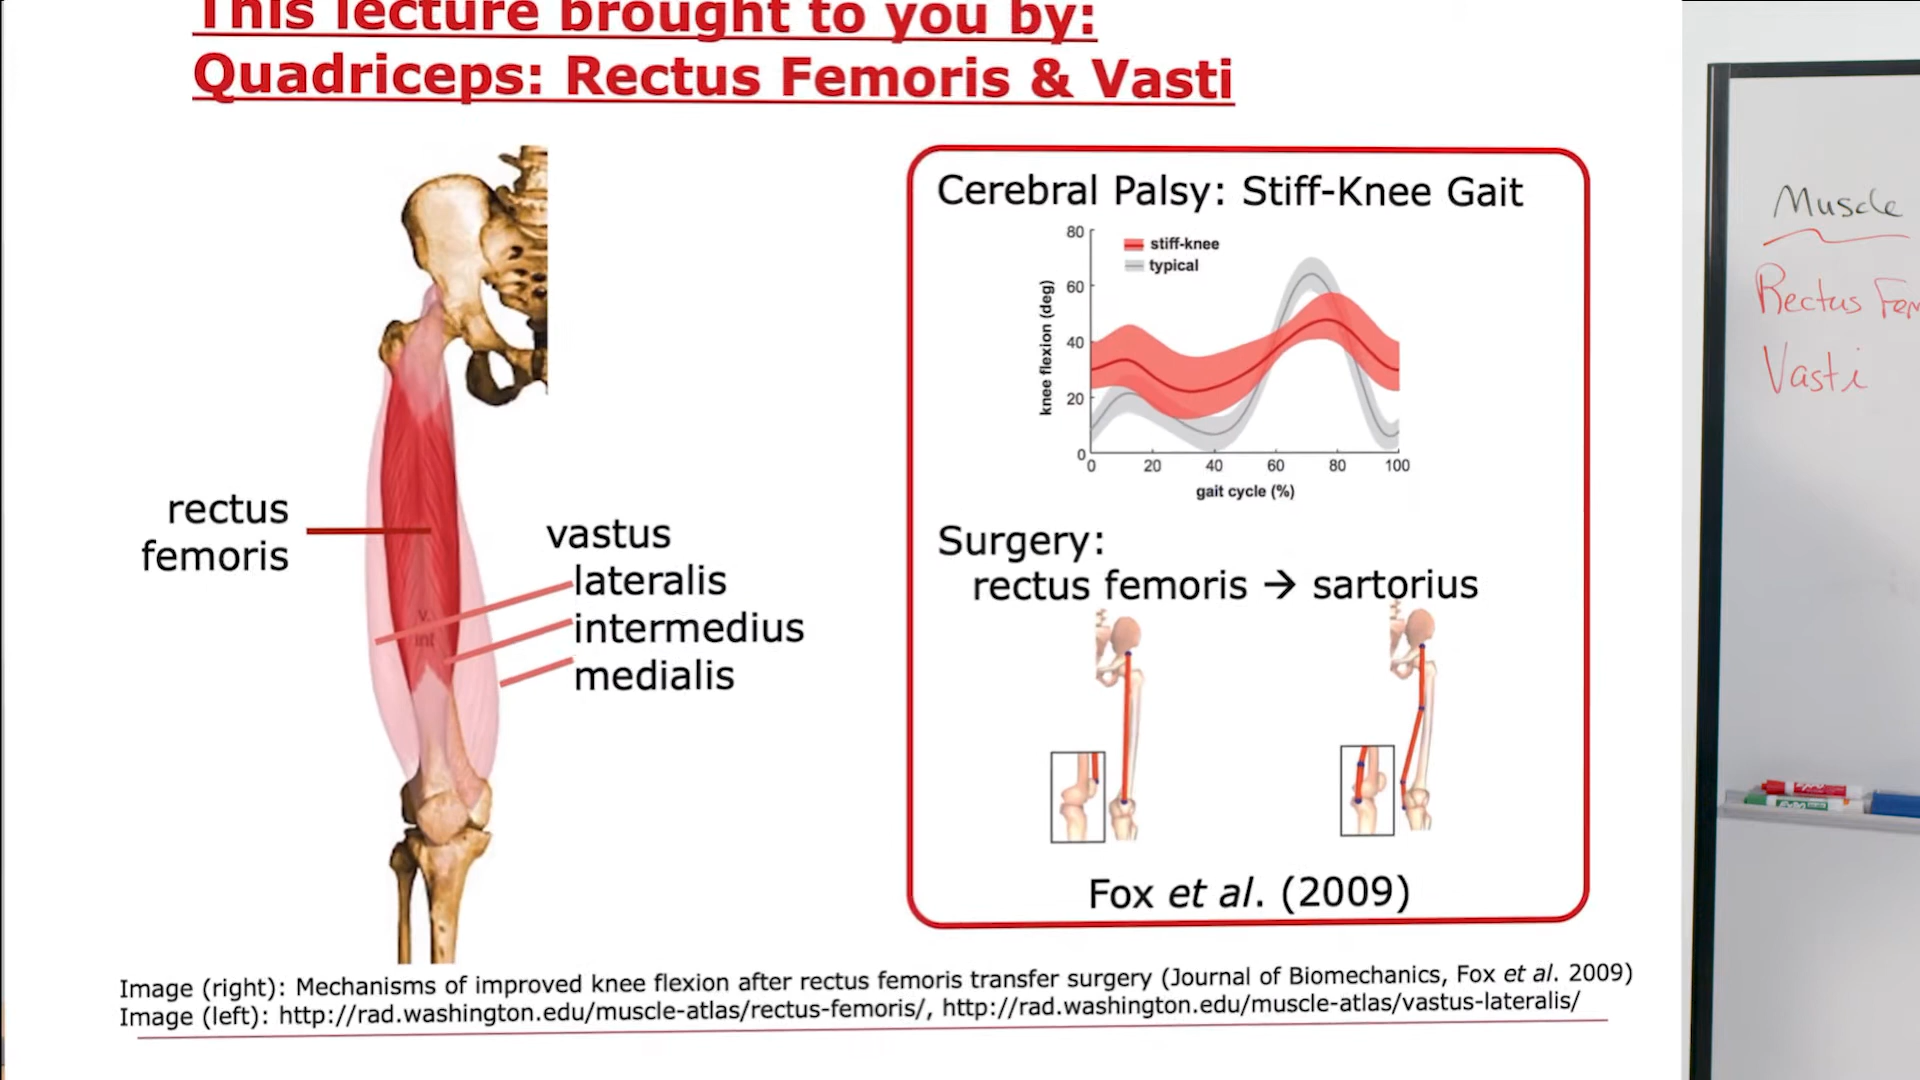 This lecture brought to you by:
Quadriceps: Rectus Femoris & Vasti
rectus
femoris
vastus
lateralis
intermedius
medialis
v.
int
Cerebral Palsy: Stiff-Knee Gait
80
60
40
20
0
knee flexion (deg)
stiff-knee
typical
0 20 40 60 80 100
gait cycle (%)
Surgery:
rectus femoris → sartorius
Fox et al. (2009)
Image (right): Mechanisms of improved knee flexion after rectus femoris transfer surgery (Journal of Biomechanics, Fox et al. 2009)
Image (left): http://rad.washington.edu/muscle-atlas/rectus-femoris/, http://rad.washington.edu/muscle-atlas/vastus-lateralis/
Muscle
Rectus Fem
Vasti